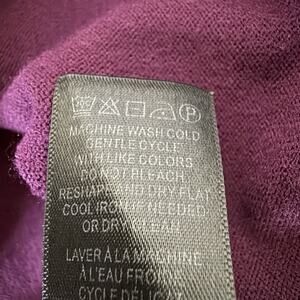 30 P
MACHINE WASH COLD
GENTLE CYCLE
WITH LIKE COLORS
DO NOT BLEACH
RESHAPE AND DRY FLAT
COOL IRON IF NEEDED
OR DRY CLEAN
LAVER À LA MACHINE
À L'EAU FROIDE
CYCLE DÉLICAT